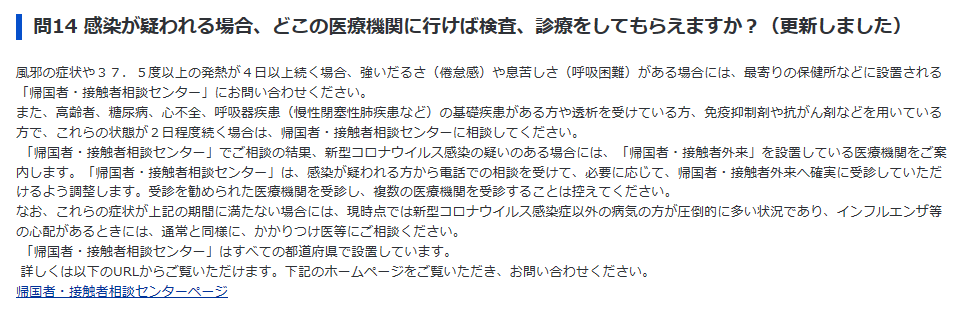 問14 感染が疑われる場合、どこの医療機関に行けば検査、診療をしてもらえますか？（更新しました）
風邪の症状や３７．５度以上の発熱が４日以上続く場合、強いだるさ（倦怠感）や息苦しさ（呼吸困難）がある場合には、最寄りの保健所などに設置される
「帰国者・接触者相談センター」にお問い合わせください。
また、高齢者、糖尿病、心不全、呼吸器疾患（慢性閉塞性肺疾患など）の基礎疾患がある方や透析を受けている方、免疫抑制剤や抗がん剤などを用いている
方で、これらの状態が２日程度続く場合は、帰国者・接触者相談センターに相談してください。
「帰国者・接触者相談センター」でご相談の結果、新型コロナウイルス感染の疑いのある場合には、「帰国者・接触者外来」を設置している医療機関をご案
内します。「帰国者・接触者相談センター」は、感染が疑われる方から電話での相談を受けて、必要に応じて、帰国者・接触者外来へ確実に受診していただ
けるよう調整します。受診を勧められた医療機関を受診し、複数の医療機関を受診することは控えてください。
なお、これらの症状が上記の期間に満たない場合には、現時点では新型コロナウイルス感染症以外の病気の方が圧倒的に多い状況であり、インフルエンザ等
の心配があるときには、通常と同様に、かかりつけ医等にご相談ください。
「帰国者・接触者相談センター」はすべての都道府県で設置しています。
詳しくは以下のURLからご覧いただけます。下記のホームページをご覧いただき、お問い合わせください。
帰国者・接触者相談センターページ